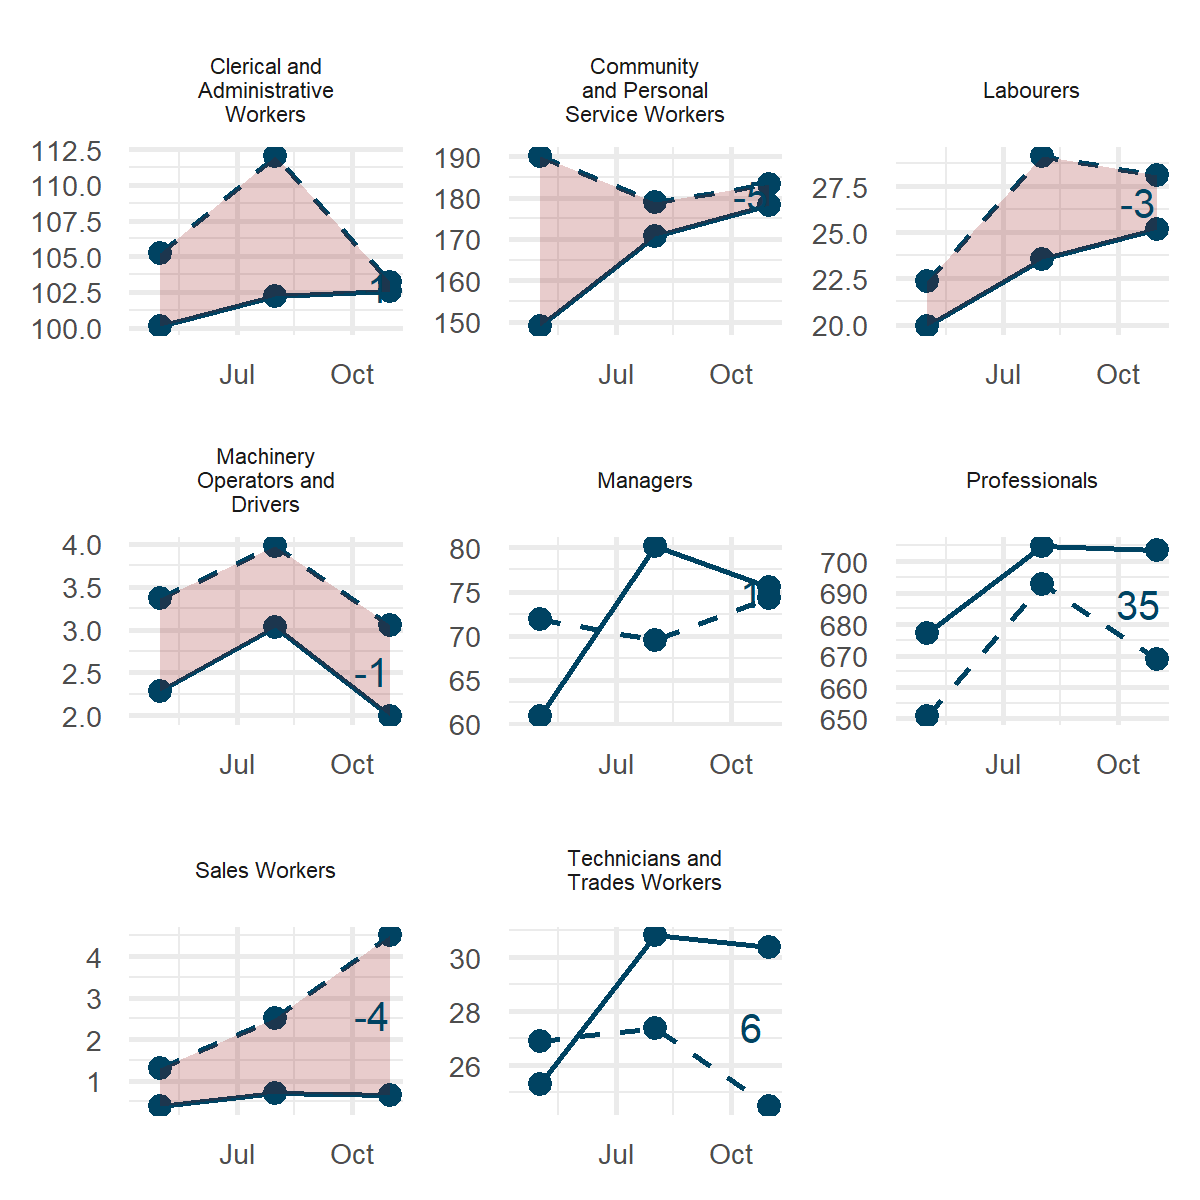 Clerical and
Administrative
Workers
112.5
110.0
107.5
105.0
102.5
100.0
1
Jul Oct
Community
and Personal
Service Workers
190
180
170
160
150
-5
Jul Oct
Labourers
27.5
25.0
22.5
20.0
-3
Jul Oct
Machinery
Operators and
Drivers
4.0
3.5
3.0
2.5
2.0
-1
Jul Oct
Managers
80
75
70
65
60
1
Jul Oct
Professionals
700
690
680
670
660
650
35
Jul Oct
Sales Workers
4
3
2
1
-4
Jul Oct
Technicians and
Trades Workers
30
28
26
6
Jul Oct